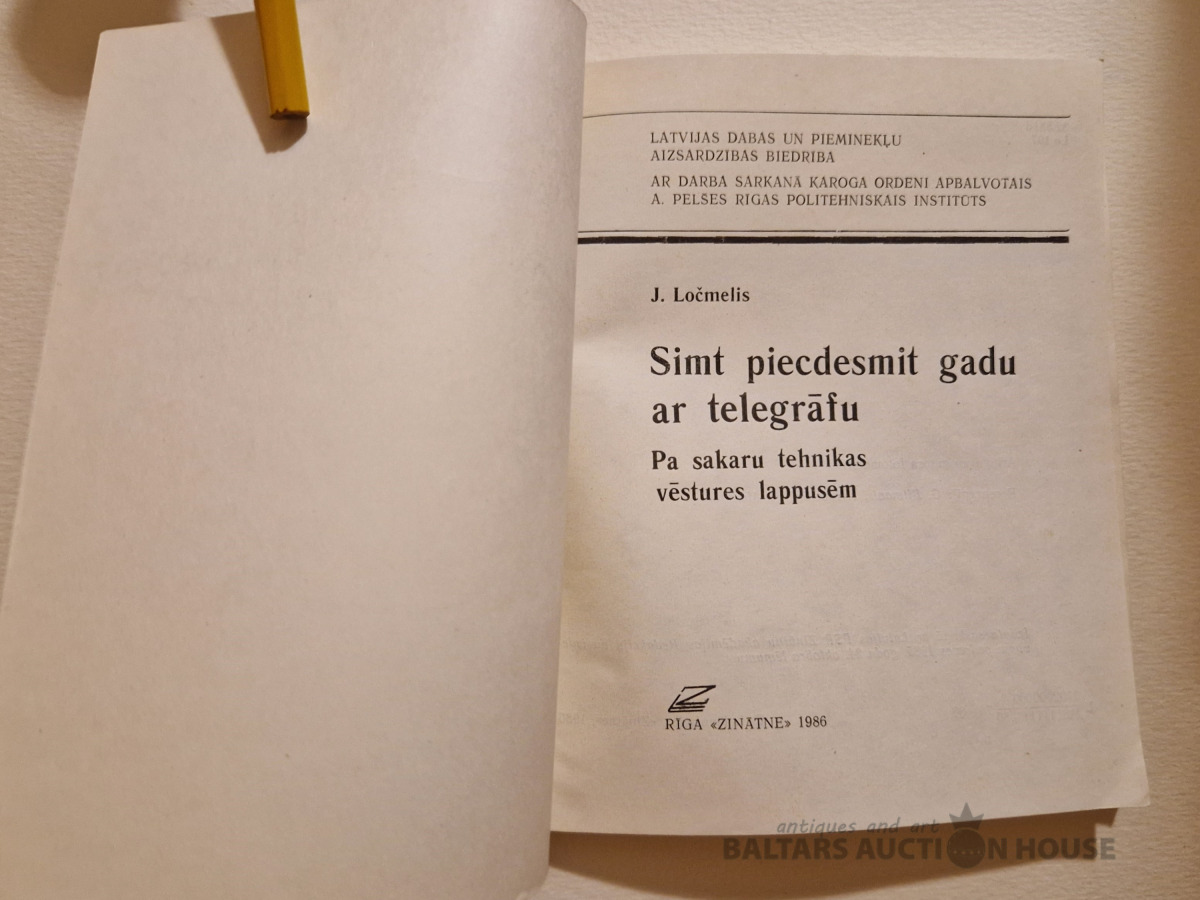 LATVIJAS DABAS UN PIEMINEKĻU
AIZSARDZĪBAS BIEDRĪBA
AR DARBA SARKANĀ KAROGA ORDENI APBALVOTAIS
A. PELŠES RĪGAS POLITEHNISKAIS INSTITŪTS
J. Ločmelis
Simt piecdesmit gadu
ar telegrāfu
Pa sakaru tehnikas
vēstures lappusēm
RĪGA «ZINĀTNE» 1986
antiques and art
BALTARS AUCTION HOUSE